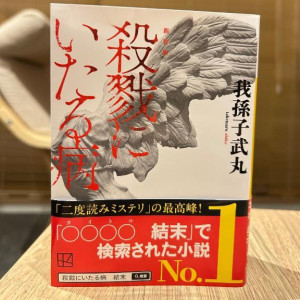 殺戮に
いたる病
我孫子武丸
「二度読みミステリ」の最高峰!
「○○○○ 結末」で
検索された小説
No.1
殺戮にいたる病 結末